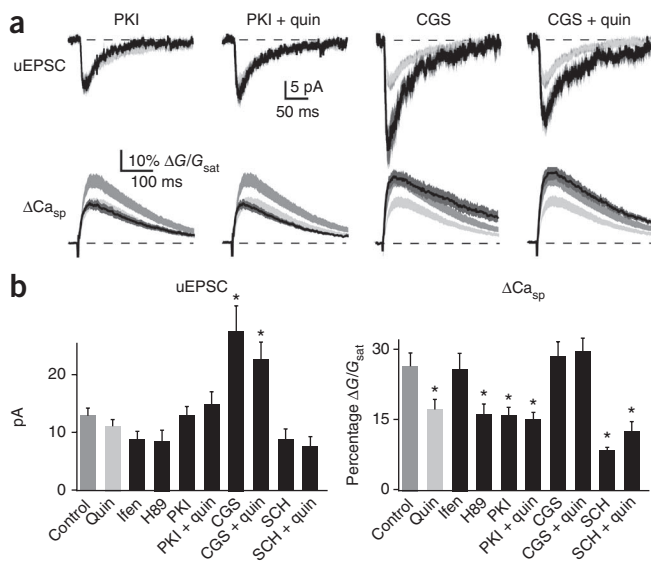 a
PKI
PKI + quin
CGS
CGS + quin
uEPSC
5 pA
50 ms
10% ΔG/Gsat
100 ms
ΔCasp
b
uEPSC
pA
20
10
0
*
*
Control
Quin
Ifen
H89
PKI
PKI + quin
CGS
CGS + quin
SCH
SCH + quin
ΔCasp
Percentage ΔG/Gsat
30
15
0
*
*
*
*
*
*
Control
Quin
Ifen
H89
PKI
PKI + quin
CGS
CGS + quin
SCH
SCH + quin